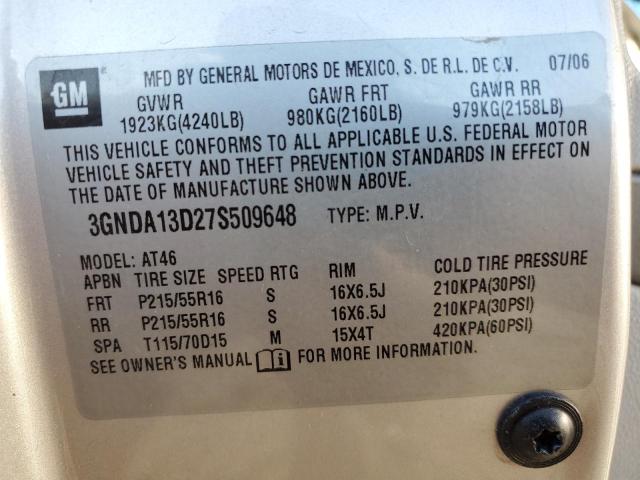 GM
MFD BY GENERAL MOTORS DE MEXICO, S. DE R.L. DE C.V. 07/06
GVWR GAWR FRT GAWR RR
1923KG(4240LB) 980KG(2160LB) 979KG(2158LB)
THIS VEHICLE CONFORMS TO ALL APPLICABLE U.S. FEDERAL MOTOR
VEHICLE SAFETY AND THEFT PREVENTION STANDARDS IN EFFECT ON
THE DATE OF MANUFACTURE SHOWN ABOVE.
3GNDA13D27S509648 TYPE: M.P.V.
MODEL: AT46
APBN TIRE SIZE SPEED RTG RIM COLD TIRE PRESSURE
FRT P215/55R16 S 16X6.5J 210KPA(30PSI)
RR P215/55R16 S 16X6.5J 210KPA(30PSI)
SPA T115/70D15 M 15X4T 420KPA(60PSI)
SEE OWNER'S MANUAL FOR MORE INFORMATION.